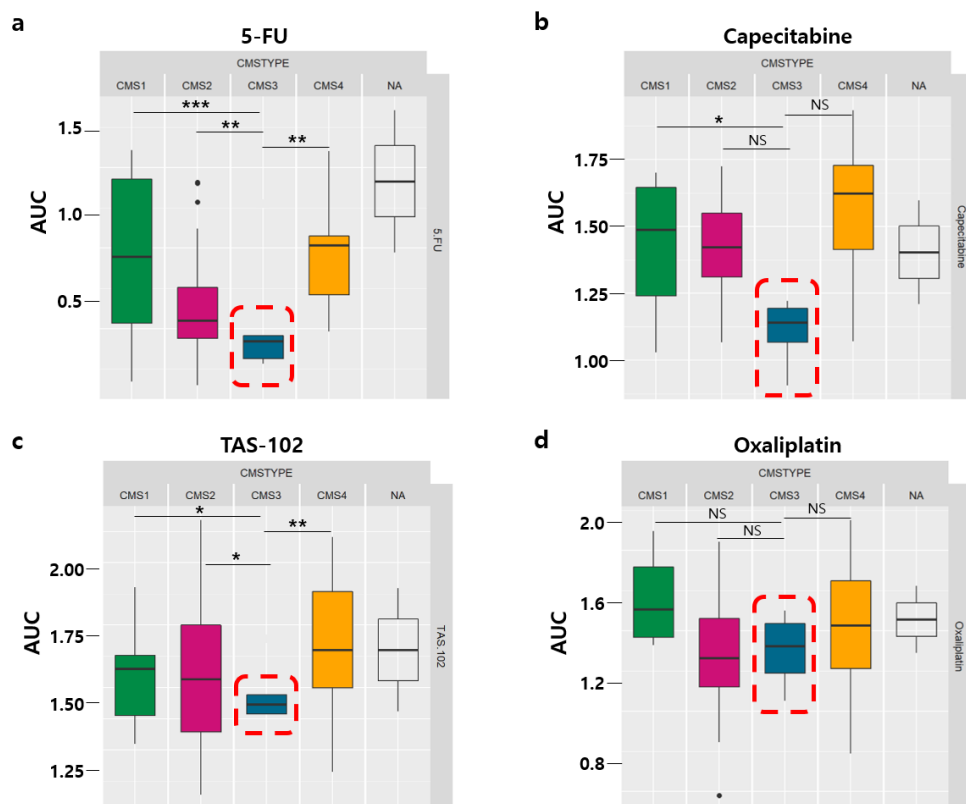 a
5-FU
CMSTYPE
CMS1 CMS2 CMS3 CMS4 NA
***
**
**
1.5
1.0
0.5
AUC
5.FU
b
Capecitabine
CMSTYPE
CMS1 CMS2 CMS3 CMS4 NA
NS
*
NS
1.75
1.50
1.25
1.00
AUC
Capecitabine
c
TAS-102
CMSTYPE
CMS1 CMS2 CMS3 CMS4 NA
*
**
*
2.00
1.75
1.50
1.25
AUC
TAS.102
d
Oxaliplatin
CMSTYPE
CMS1 CMS2 CMS3 CMS4 NA
NS
NS
NS
2.0
1.6
1.2
0.8
AUC
Oxaliplatin